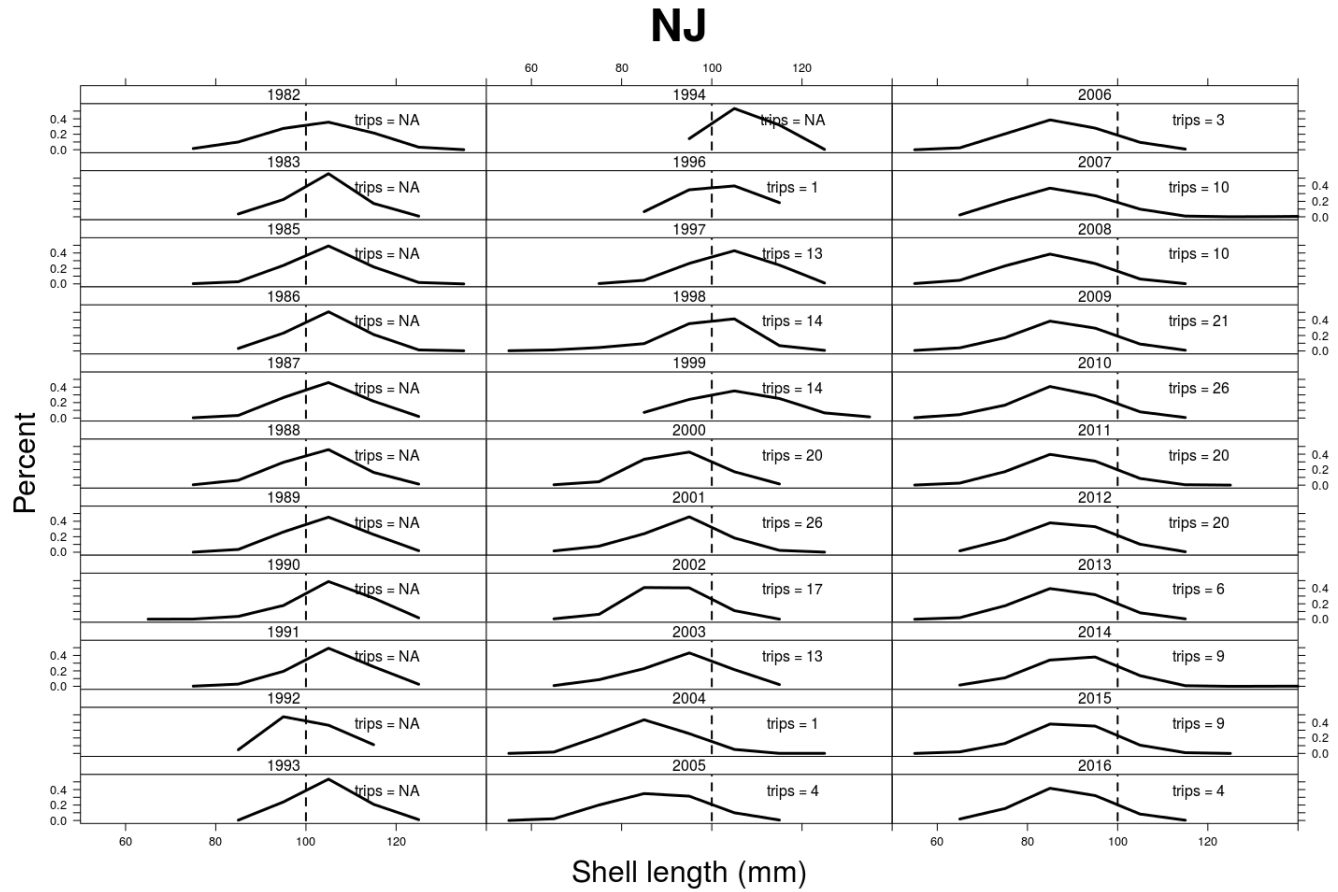 NJ
60 80 100 120
1982 1994 2006
0.4 trips = NA trips = NA trips = 3
0.2
0.0
1983 1996 2007
trips = NA trips = 1 trips = 10 0.4
0.2
0.0
1985 1997 2008
0.4 trips = NA trips = 13 trips = 10
0.2
0.0
1986 1998 2009
trips = NA trips = 14 trips = 21 0.4
0.2
0.0
1987 1999 2010
0.4 trips = NA trips = 14 trips = 26
0.2
0.0
1988 2000 2011
trips = NA trips = 20 trips = 20 0.4
0.2
0.0
1989 2001 2012
0.4 trips = NA trips = 26 trips = 20
0.2
0.0
1990 2002 2013
trips = NA trips = 17 trips = 6 0.4
0.2
0.0
1991 2003 2014
0.4 trips = NA trips = 13 trips = 9
0.2
0.0
1992 2004 2015
trips = NA trips = 1 trips = 9 0.4
0.2
0.0
1993 2005 2016
0.4 trips = NA trips = 4 trips = 4
0.2
0.0
60 80 100 120 60 80 100 120
Percent
Shell length (mm)